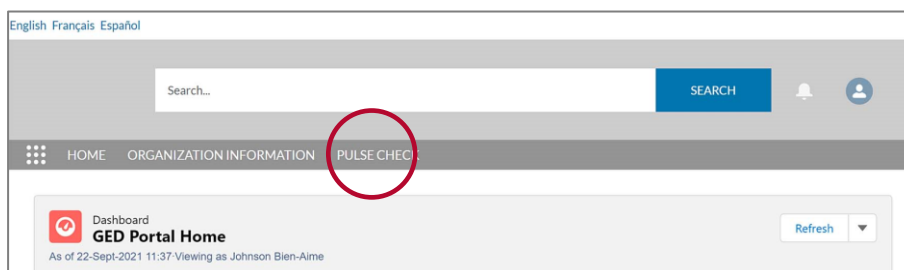 English Français Español
Search... SEARCH
HOME ORGANIZATION INFORMATION PULSE CHECK
Dashboard
GED Portal Home
Refresh
As of 22-Sept-2021 11:37·Viewing as Johnson Bien-Aime